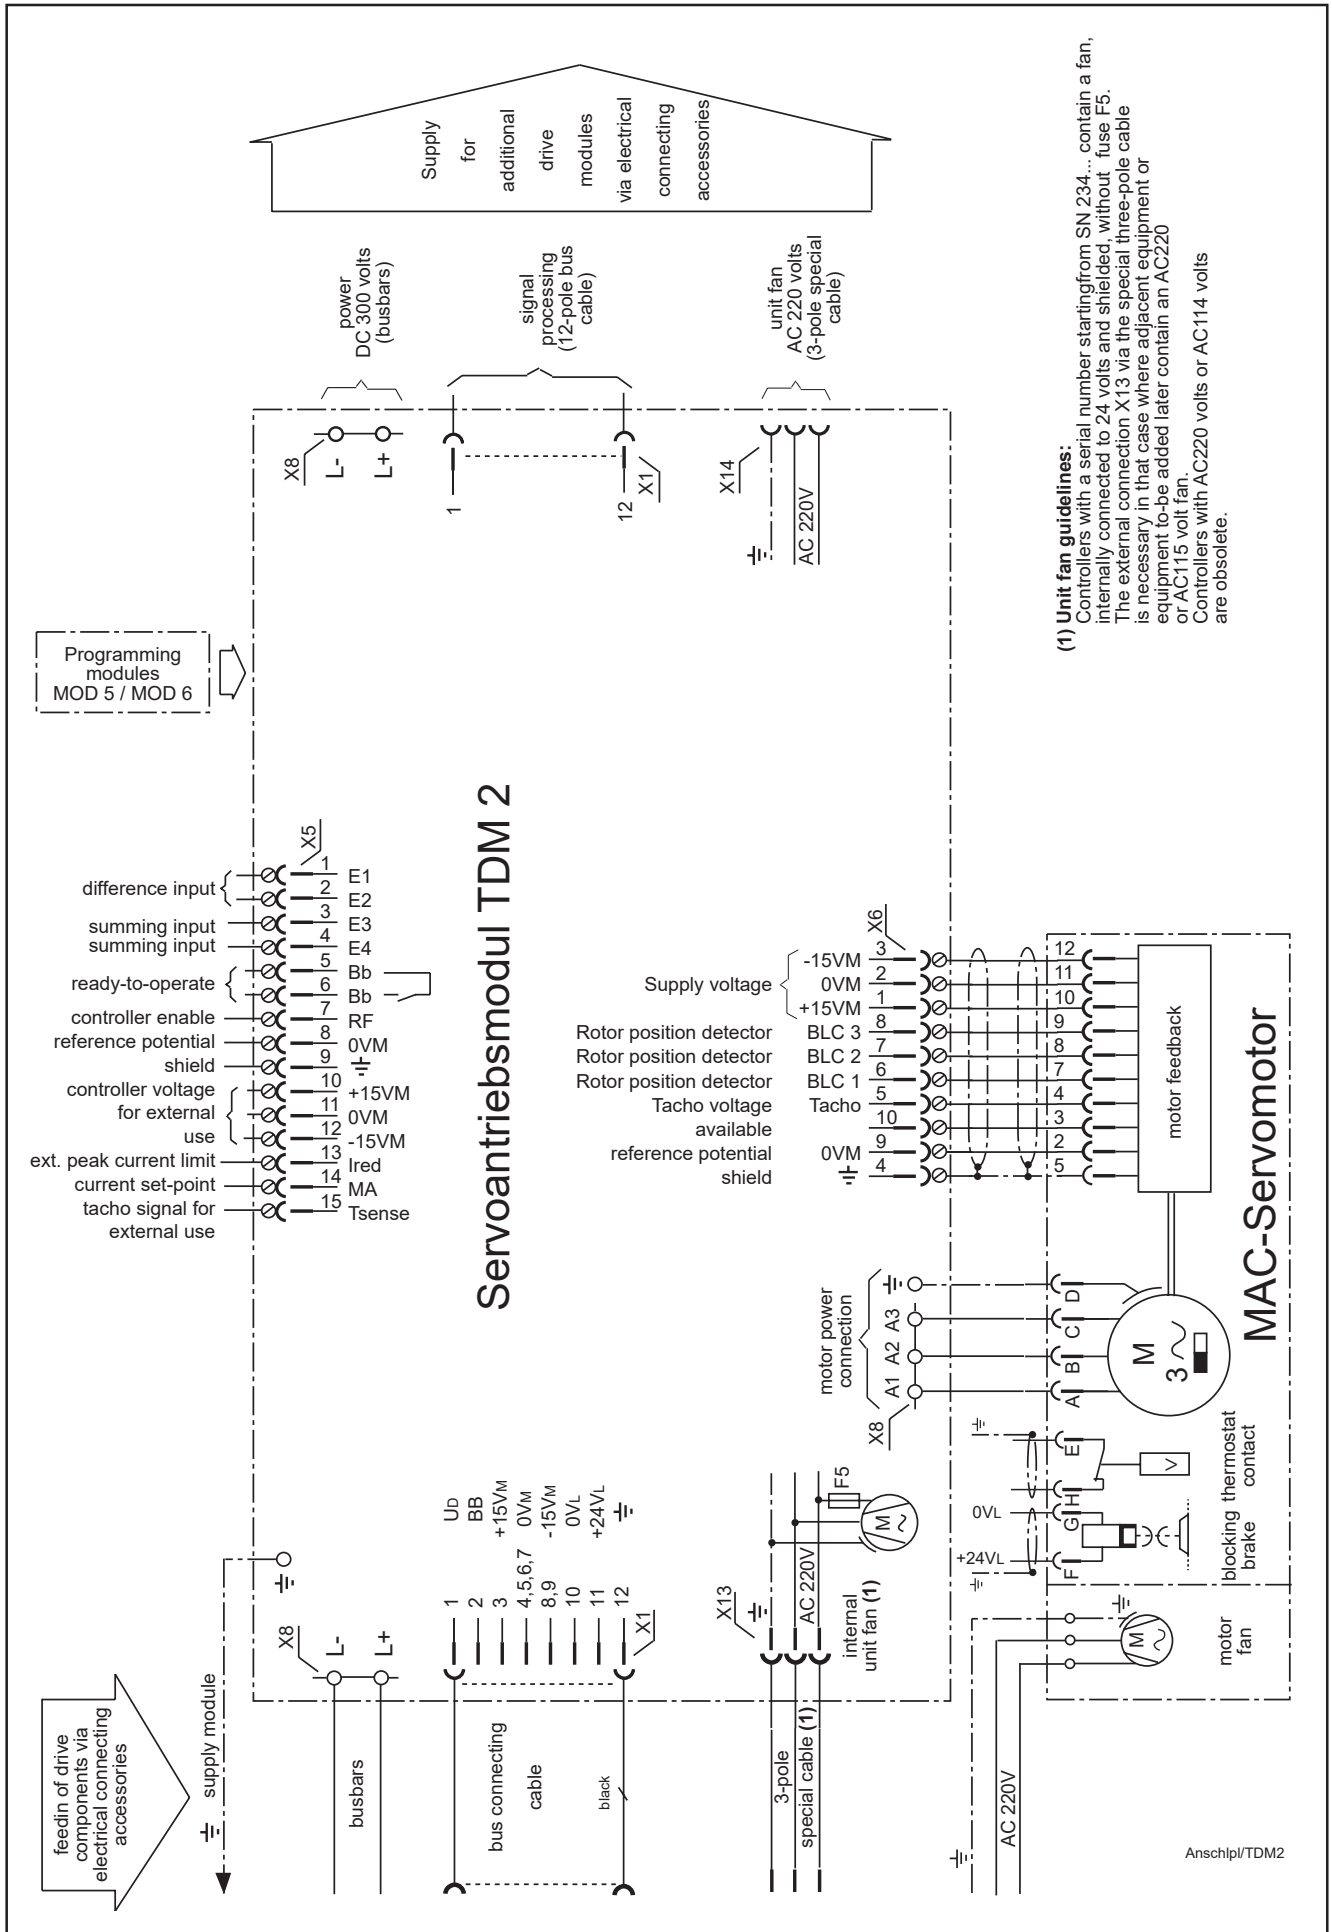 Supply
for
additional
drive
modules
via electrical
connecting
accessories
power
DC 300 volts
(busbars)
signal
processing
(12-pole bus
cable)
unit fan
AC 220 volts
(3-pole special
cable)
X8
L-
L+
1
12
X1
X14
AC 220V
(1) Unit fan guidelines:
Controllers with a serial number startingfrom SN 234... contain a fan,
internally connected to 24 volts and shielded, without fuse F5.
The external connection X13 via the special three-pole cable
is necessary in that case where adjacent equipment or
equipment to-be added later contain an AC220
or AC115 volt fan.
Controllers with AC220 volts or AC114 volts
are obsolete.
Programming
modules
MOD 5 / MOD 6
Servoantriebsmodul TDM 2
X5
difference input
1 E1
2 E2
summing input 3 E3
summing input 4 E4
ready-to-operate
5 Bb
6 Bb
controller enable 7 RF
reference potential 8 0VM
shield 9
controller voltage
for external
use
10 +15VM
11 0VM
12 -15VM
ext. peak current limit 13 Ired
current set-point 14 MA
tacho signal for
external use
15 Tsense
X6
Supply voltage
-15VM 3 12
0VM 2 11
+15VM 1 10
Rotor position detector BLC 3 8 9
Rotor position detector BLC 2 7 8
Rotor position detector BLC 1 6 7
Tacho voltage Tacho 5 4
available 10 3
reference potential 0VM 9 2
shield 4 5
motor feedback
MAC-Servomotor
motor power
connection
X8
A1 A2 A3
A B C D
M
3
E
H
G
F
0VL
+24VL
blocking
brake
thermostat
contact
V
motor
fan
M
AC 220V
F5
M
X13
AC 220V
internal
unit fan (1)
3-pole
special cable (1)
1 UD
2 BB
3 +15VM
4,5,6,7 0VM
8,9 -15VM
10 0VL
11 +24VL
12
X1
bus connecting
cable
black
X8
L-
L+
busbars
supply module
feedin of drive
components via
electrical connecting
accessories
Anschlpl/TDM2